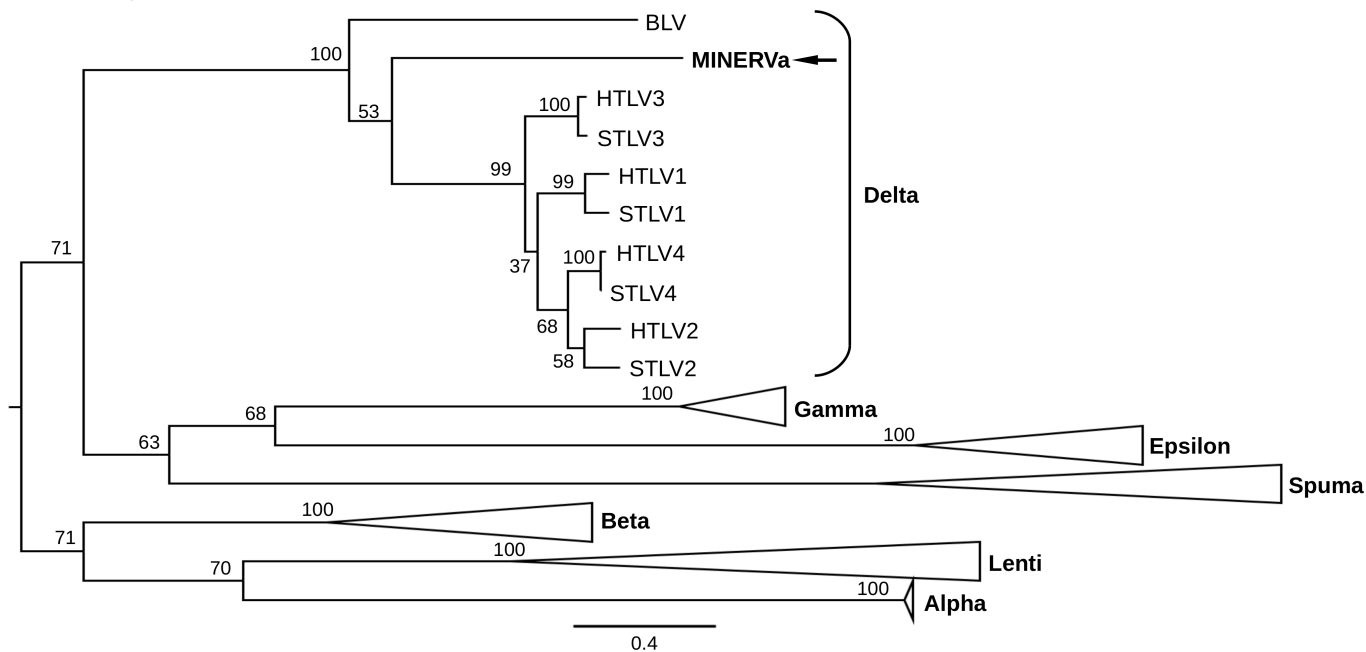 BLV
100
MINERVa
53
HTLV3
100
STLV3
99
HTLV1
99
STLV1
Delta
71
HTLV4
100
37
STLV4
68
HTLV2
58
STLV2
100
Gamma
68
63
100
Epsilon
Spuma
100
Beta
71
100
Lenti
70
100
Alpha
0.4